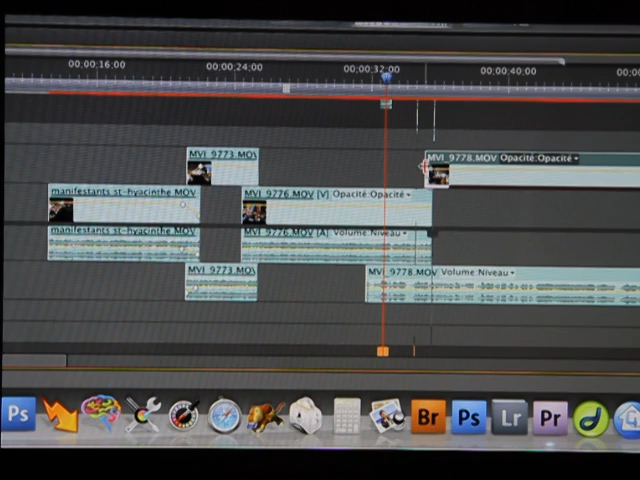 00:00:16:00 00:00:24:00 00:00:32:00 00:00:40:00 00:00
MVI_9773.MOV MVI_9778.MOV Opacité:Opacité
manifestants st-hyacinthe.MOV MVI_9776.MOV [V] Opacité:Opacité
manifestants st-hyacinthe.MOV MVI_9776.MOV [A] Volume:Niveau
MVI_9773.MOV MVI_9778.MOV Volume:Niveau
Ps Br Ps Lr Pr